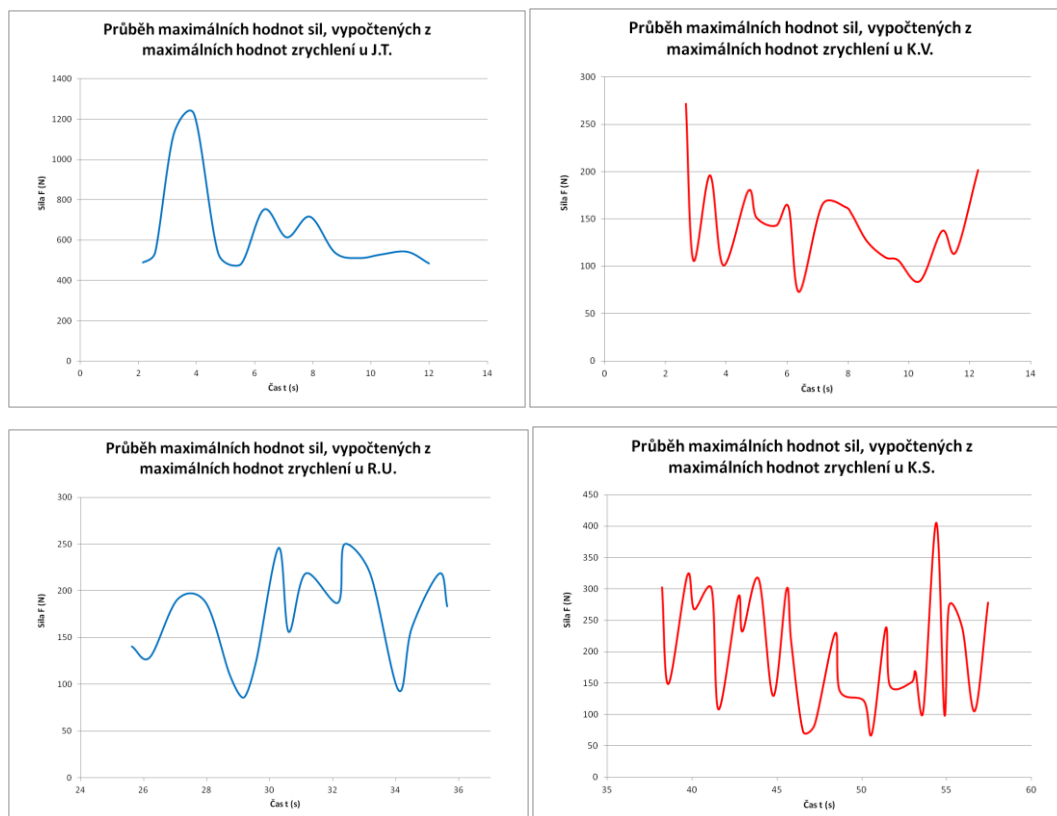 Průběh maximálních hodnot sil, vypočtených z
maximálních hodnot zrychlení u J.T.
1400
1200
1000
800
600
400
200
0
Síla F (N)
0 2 4 6 8 10 12 14
Čas t (s)
Průběh maximálních hodnot sil, vypočtených z
maximálních hodnot zrychlení u K.V.
300
250
200
150
100
50
0
Síla F (N)
0 2 4 6 8 10 12 14
Čas t (s)
Průběh maximálních hodnot sil, vypočtených z
maximálních hodnot zrychlení u R.U.
300
250
200
150
100
50
0
Síla F (N)
24 26 28 30 32 34 36
Čas t (s)
Průběh maximálních hodnot sil, vypočtených z
maximálních hodnot zrychlení u K.S.
450
400
350
300
250
200
150
100
50
0
Síla F (N)
35 40 45 50 55 60
Čas t (s)